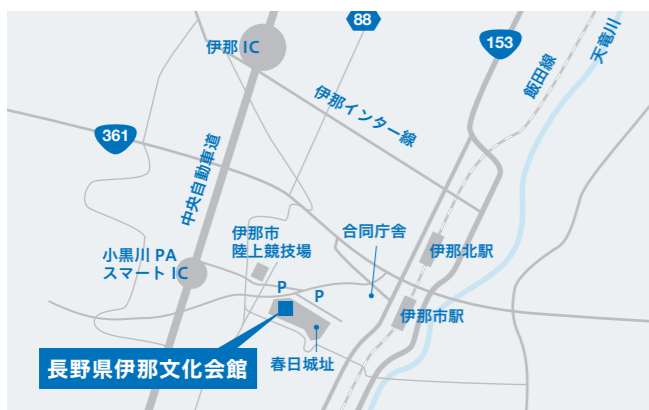 伊那 IC
88
153
天竜川
飯田線
伊那インター線
361
中央自動車道
伊那市
陸上競技場
合同庁舎
伊那北駅
小黒川 PA
スマート IC
P
P
伊那市駅
長野県伊那文化会館
春日城址